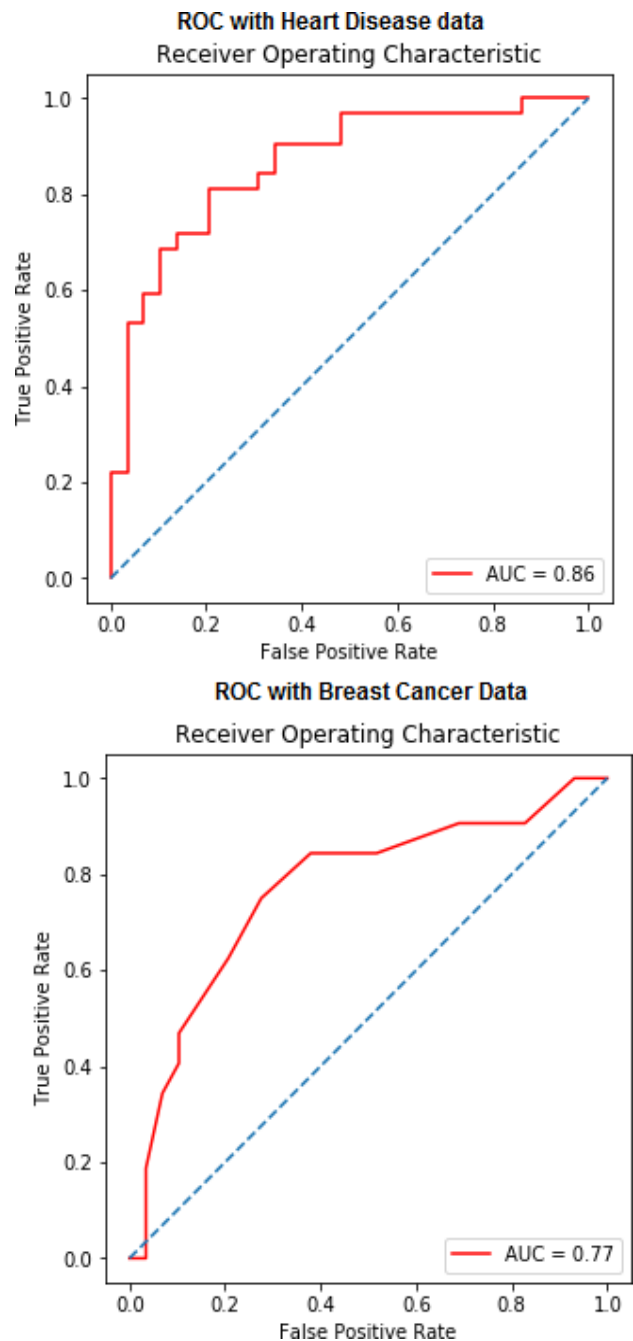 ROC with Heart Disease data
Receiver Operating Characteristic
1.0
0.8
0.6
0.4
0.2
0.0
True Positive Rate
AUC = 0.86
0.0 0.2 0.4 0.6 0.8 1.0
False Positive Rate
ROC with Breast Cancer Data
Receiver Operating Characteristic
1.0
0.8
0.6
0.4
0.2
0.0
True Positive Rate
AUC = 0.77
0.0 0.2 0.4 0.6 0.8 1.0
False Positive Rate